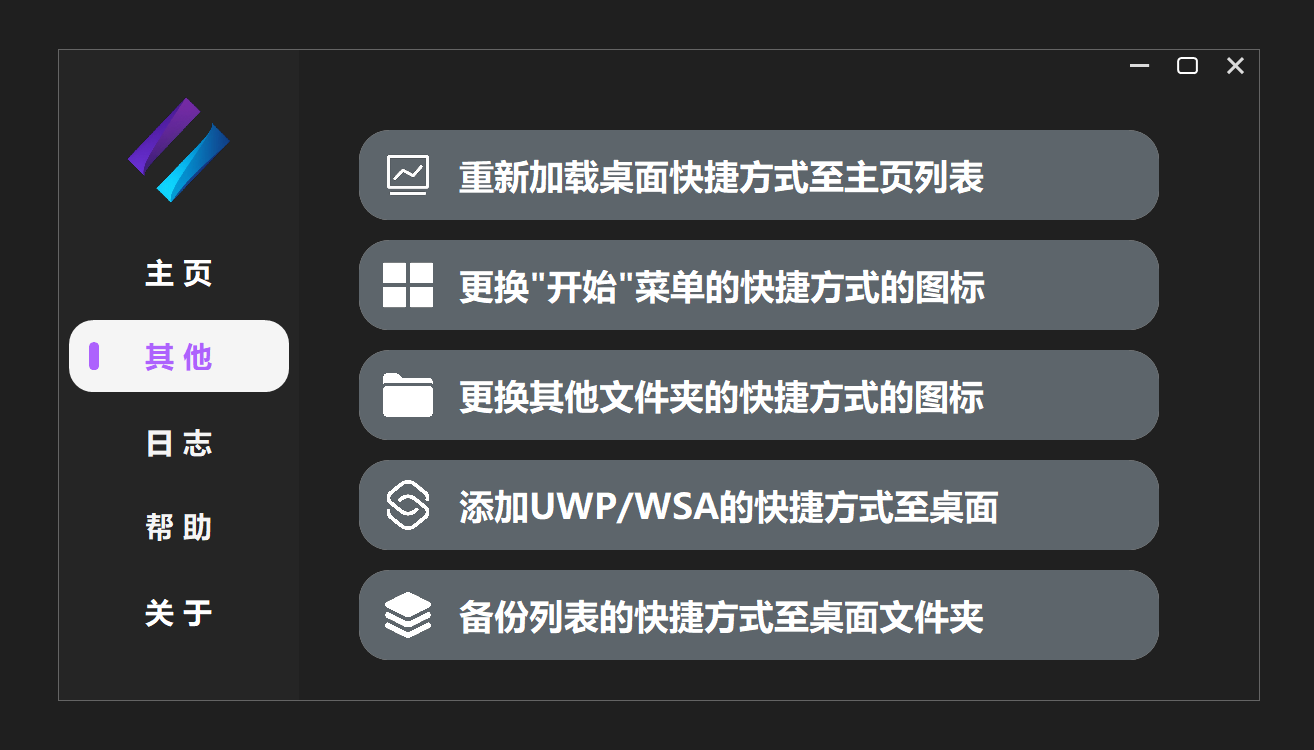 主 页
其 他
日 志
帮 助
关 于
重新加载桌面快捷方式至主页列表
更换"开始"菜单的快捷方式的图标
更换其他文件夹的快捷方式的图标
添加UWP/WSA的快捷方式至桌面
备份列表的快捷方式至桌面文件夹